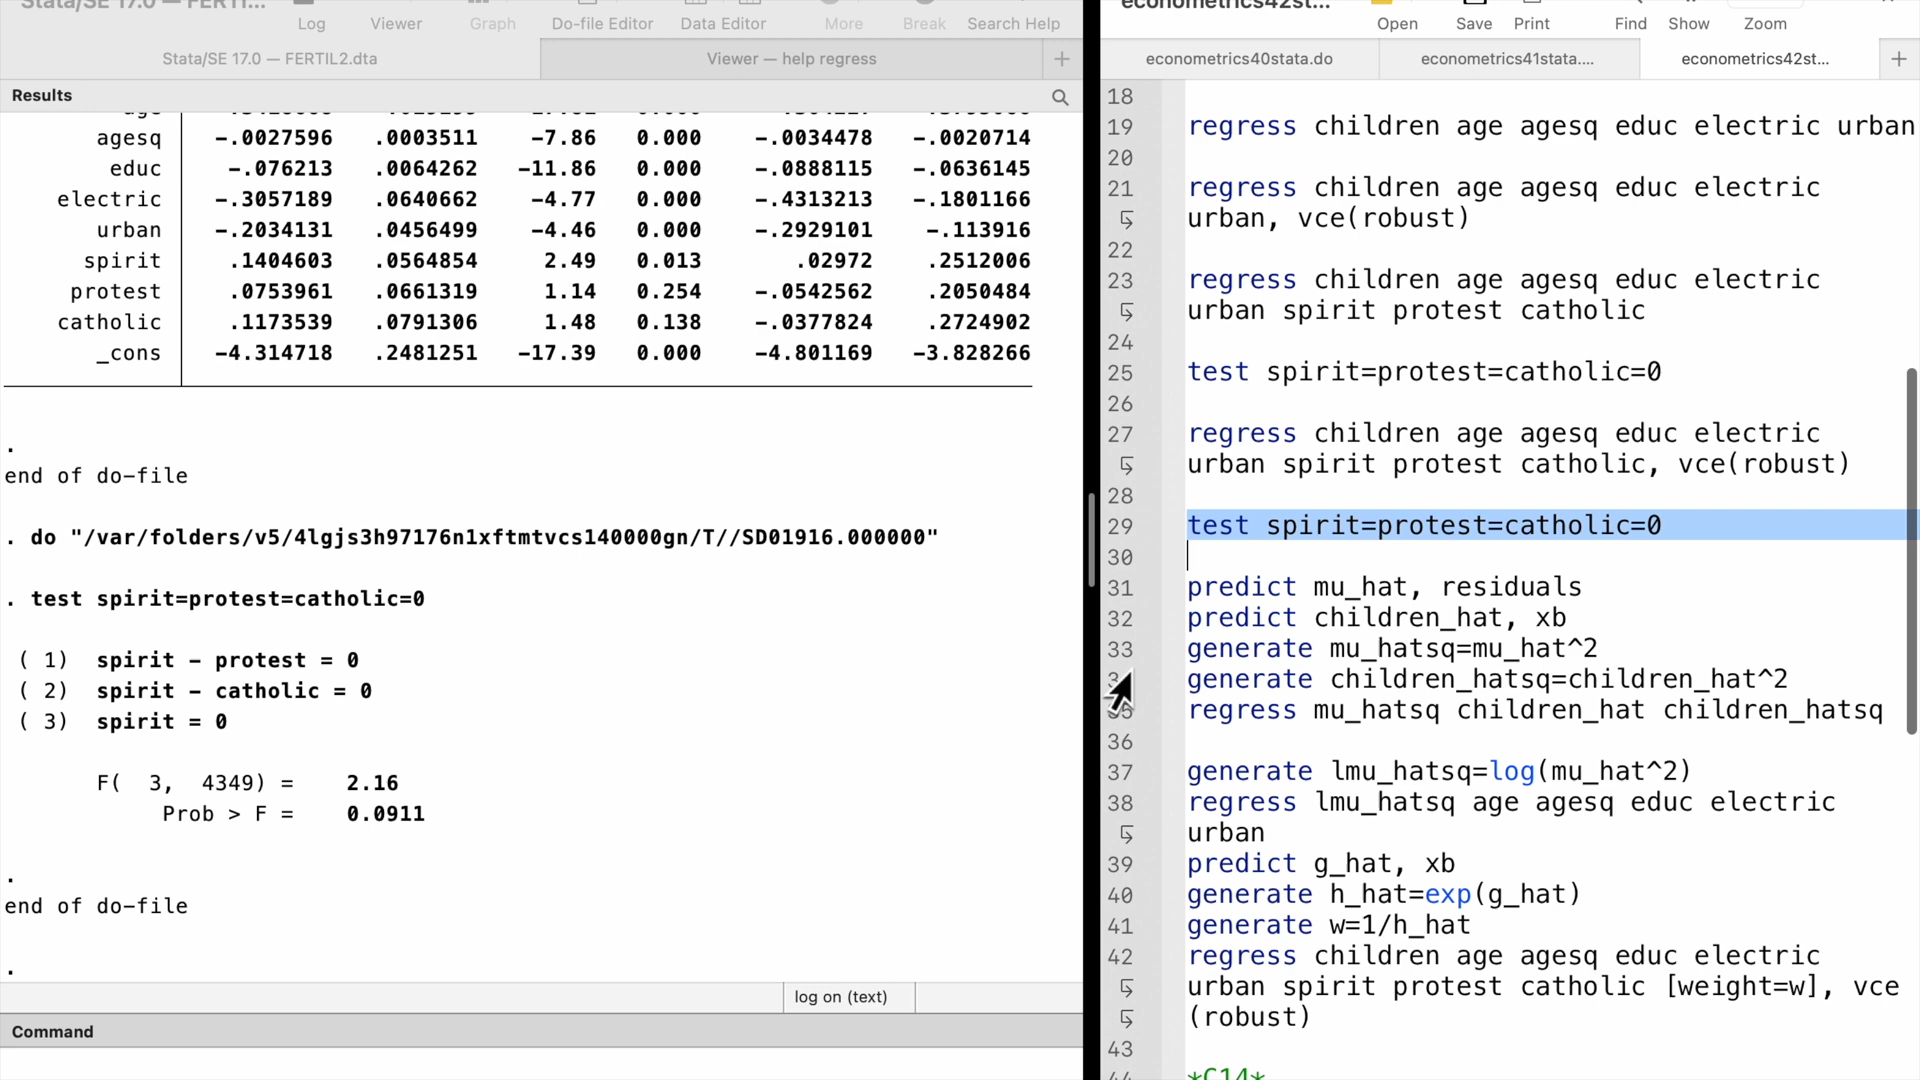 Stata/SE 17.0 — FERTIL2.dta
Log Viewer Graph Do-file Editor Data Editor More Break Search Help
Stata/SE 17.0 — FERTIL2.dta
Viewer — help regress
Results
age
agesq -.0027596 .0003511 -7.86 0.000 -.0034478 -.0020714
educ -.076213 .0064262 -11.86 0.000 -.0888115 -.0636145
electric -.3057189 .0640662 -4.77 0.000 -.4313213 -.1801166
urban -.2034131 .0456499 -4.46 0.000 -.2929101 -.113916
spirit .1404603 .0564854 2.49 0.013 .02972 .2512006
protest .0753961 .0661319 1.14 0.254 -.0542562 .2050484
catholic .1173539 .0791306 1.48 0.138 -.0377824 .2724902
_cons -4.314718 .2481251 -17.39 0.000 -4.801169 -3.828266
.
end of do-file
. do "/var/folders/v5/4lgjs3h97176n1xftmtvcs140000gn/T//SD01916.000000"
. test spirit=protest=catholic=0
( 1) spirit - protest = 0
( 2) spirit - catholic = 0
( 3) spirit = 0
F( 3, 4349) = 2.16
Prob > F = 0.0911
.
end of do-file
.
log on (text)
Command
econometrics42st...
Open Save Print Find Show Zoom
econometrics40stata.do
econometrics41stata....
econometrics42st...
18
19 regress children age agesq educ electric urban
20
21 regress children age agesq educ electric
urban, vce(robust)
22
23 regress children age agesq educ electric
urban spirit protest catholic
24
25 test spirit=protest=catholic=0
26
27 regress children age agesq educ electric
urban spirit protest catholic, vce(robust)
28
29 test spirit=protest=catholic=0
30
31 predict mu_hat, residuals
32 predict children_hat, xb
33 generate mu_hatsq=mu_hat^2
generate children_hatsq=children_hat^2
35 regress mu_hatsq children_hat children_hatsq
36
37 generate lmu_hatsq=log(mu_hat^2)
38 regress lmu_hatsq age agesq educ electric
urban
39 predict g_hat, xb
40 generate h_hat=exp(g_hat)
41 generate w=1/h_hat
42 regress children age agesq educ electric
urban spirit protest catholic [weight=w], vce
(robust)
43
44 *C14*